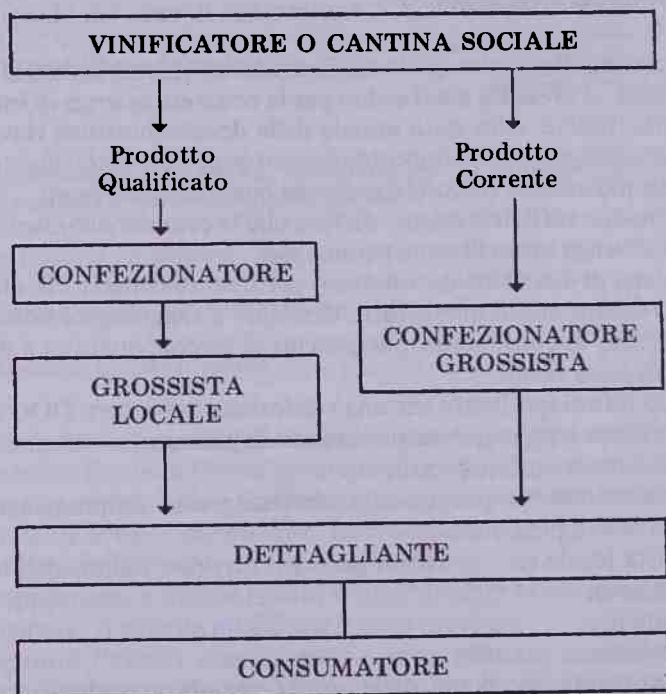 VINIFICATORE O CANTINA SOCIALE
Prodotto
Qualificato
Prodotto
Corrente
CONFEZIONATORE
CONFEZIONATORE
GROSSISTA
GROSSISTA
LOCALE
DETTAGLIANTE
CONSUMATORE